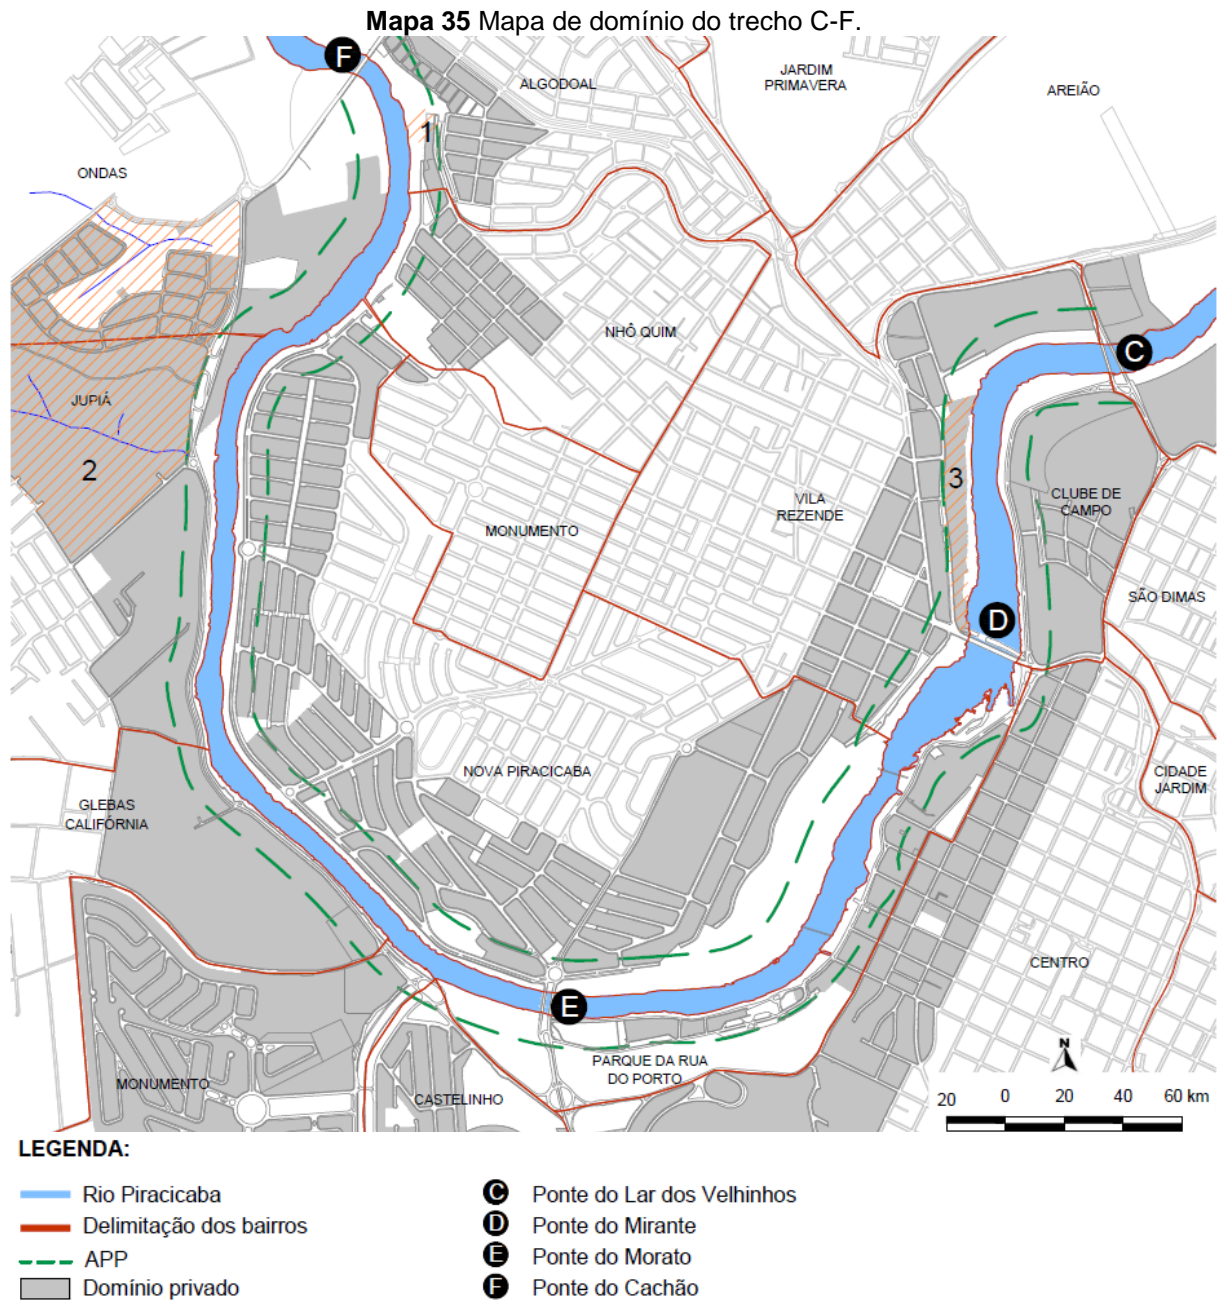 Mapa 35 Mapa de domínio do trecho C-F.
F
ALGODOAL
JARDIM
PRIMAVERA
AREIÃO
1
ONDAS
NHÔ QUIM
C
JUPIÁ
2
3
CLUBE DE
CAMPO
VILA
REZENDE
MONUMENTO
SÃO DIMAS
D
NOVA PIRACICABA
CIDADE
JARDIM
GLEBAS
CALIFÓRNIA
CENTRO
E
PARQUE DA RUA
DO PORTO
MONUMENTO
CASTELINHO
N
20 0 20 40 60 km
LEGENDA:
Rio Piracicaba
Delimitação dos bairros
APP
Domínio privado
C Ponte do Lar dos Velhinhos
D Ponte do Mirante
E Ponte do Morato
F Ponte do Cachão